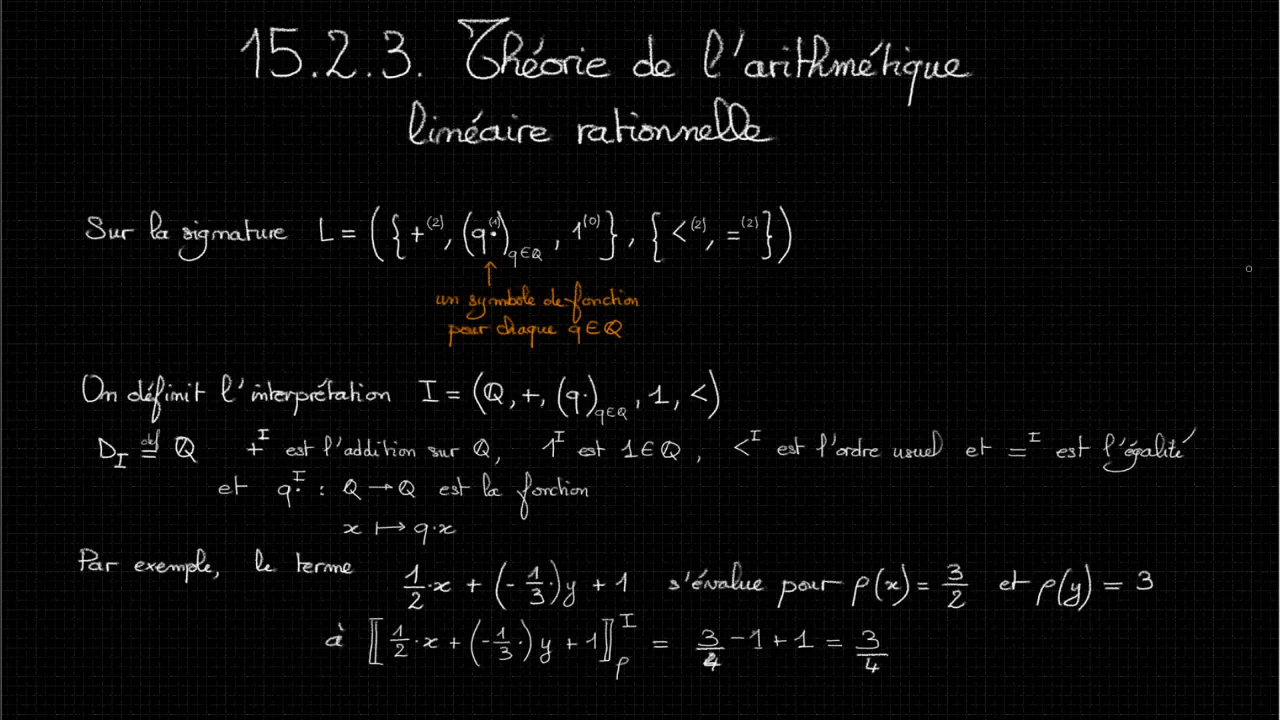 15.2.3. Théorie de l'arithmétique
linéaire rationnelle
Sur la signature L = ({+⁽²⁾, (q·⁽¹⁾)_{q∈ℚ}, 1⁽⁰⁾}, {<⁽²⁾, =⁽²⁾})
↑
un symbole de fonction
pour chaque q ∈ ℚ
On définit l'interprétation I = (ℚ, +, (q·)_{q∈ℚ}, 1, <)
D_I ≝ ℚ +^I est l'addition sur ℚ, 1^I est 1 ∈ ℚ, <^I est l'ordre usuel et =^I est l'égalité
et q·^I : ℚ → ℚ est la fonction
x ↦ q·x
Par exemple, le terme 1/2·x + (-1/3·)y + 1 s'évalue pour ρ(x) = 3/2 et ρ(y) = 3
à ⟦1/2·x + (-1/3·)y + 1⟧^I_ρ = 3/4 - 1 + 1 = 3/4